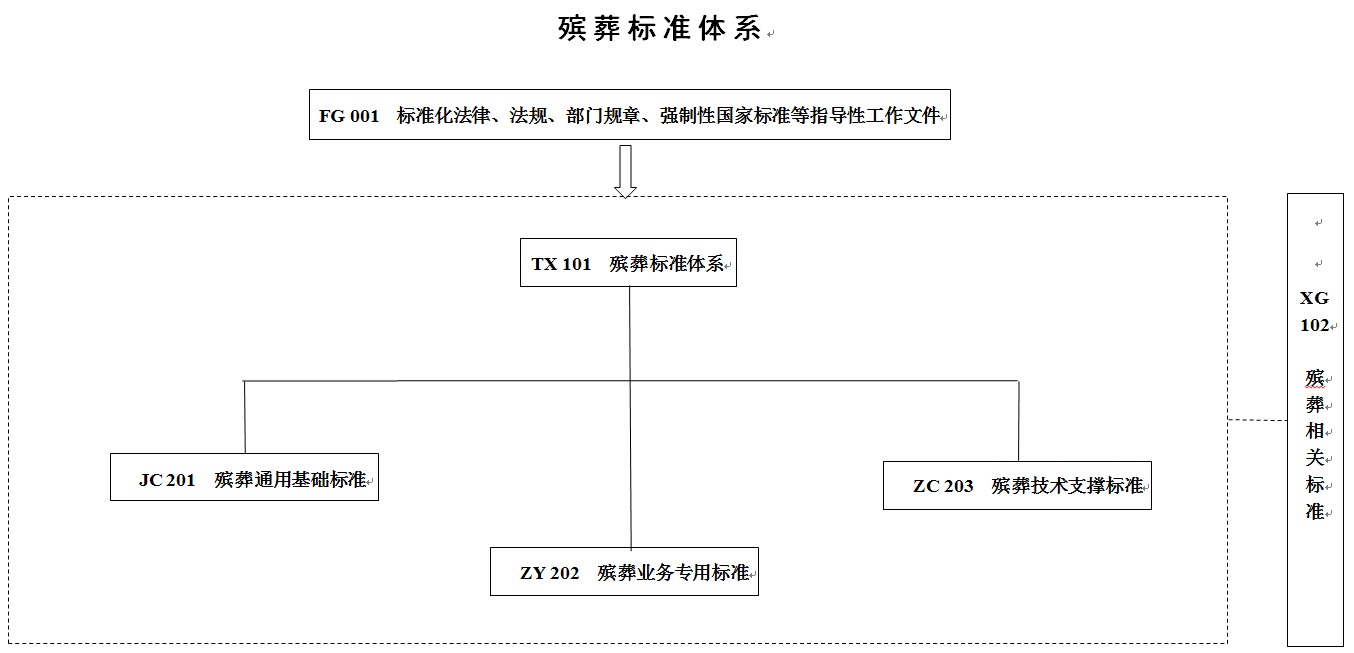 殡葬标准体系
FG 001 标准化法律、法规、部门规章、强制性国家标准等指导性工作文件
TX 101 殡葬标准体系
JC 201 殡葬通用基础标准
ZY 202 殡葬业务专用标准
ZC 203 殡葬技术支撑标准
XG
102
殡
葬
相
关
标
准